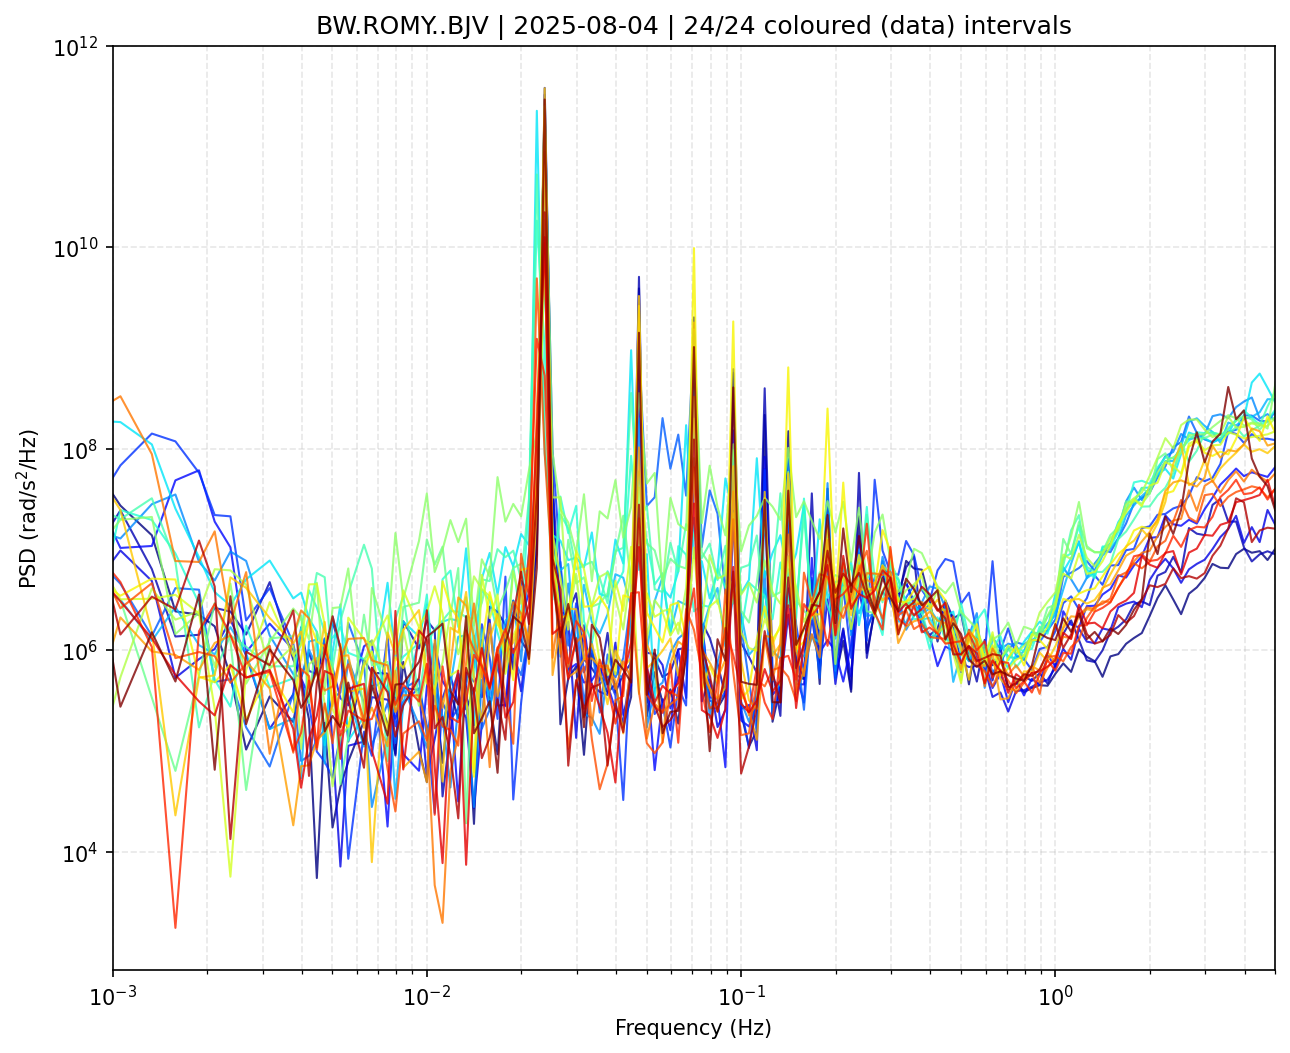 BW.ROMY..BJV | 2025-08-04 | 24/24 coloured (data) intervals
PSD (rad/s²/Hz)
10¹²
10¹⁰
10⁸
10⁶
10⁴
10⁻³ 10⁻² 10⁻¹ 10⁰
Frequency (Hz)